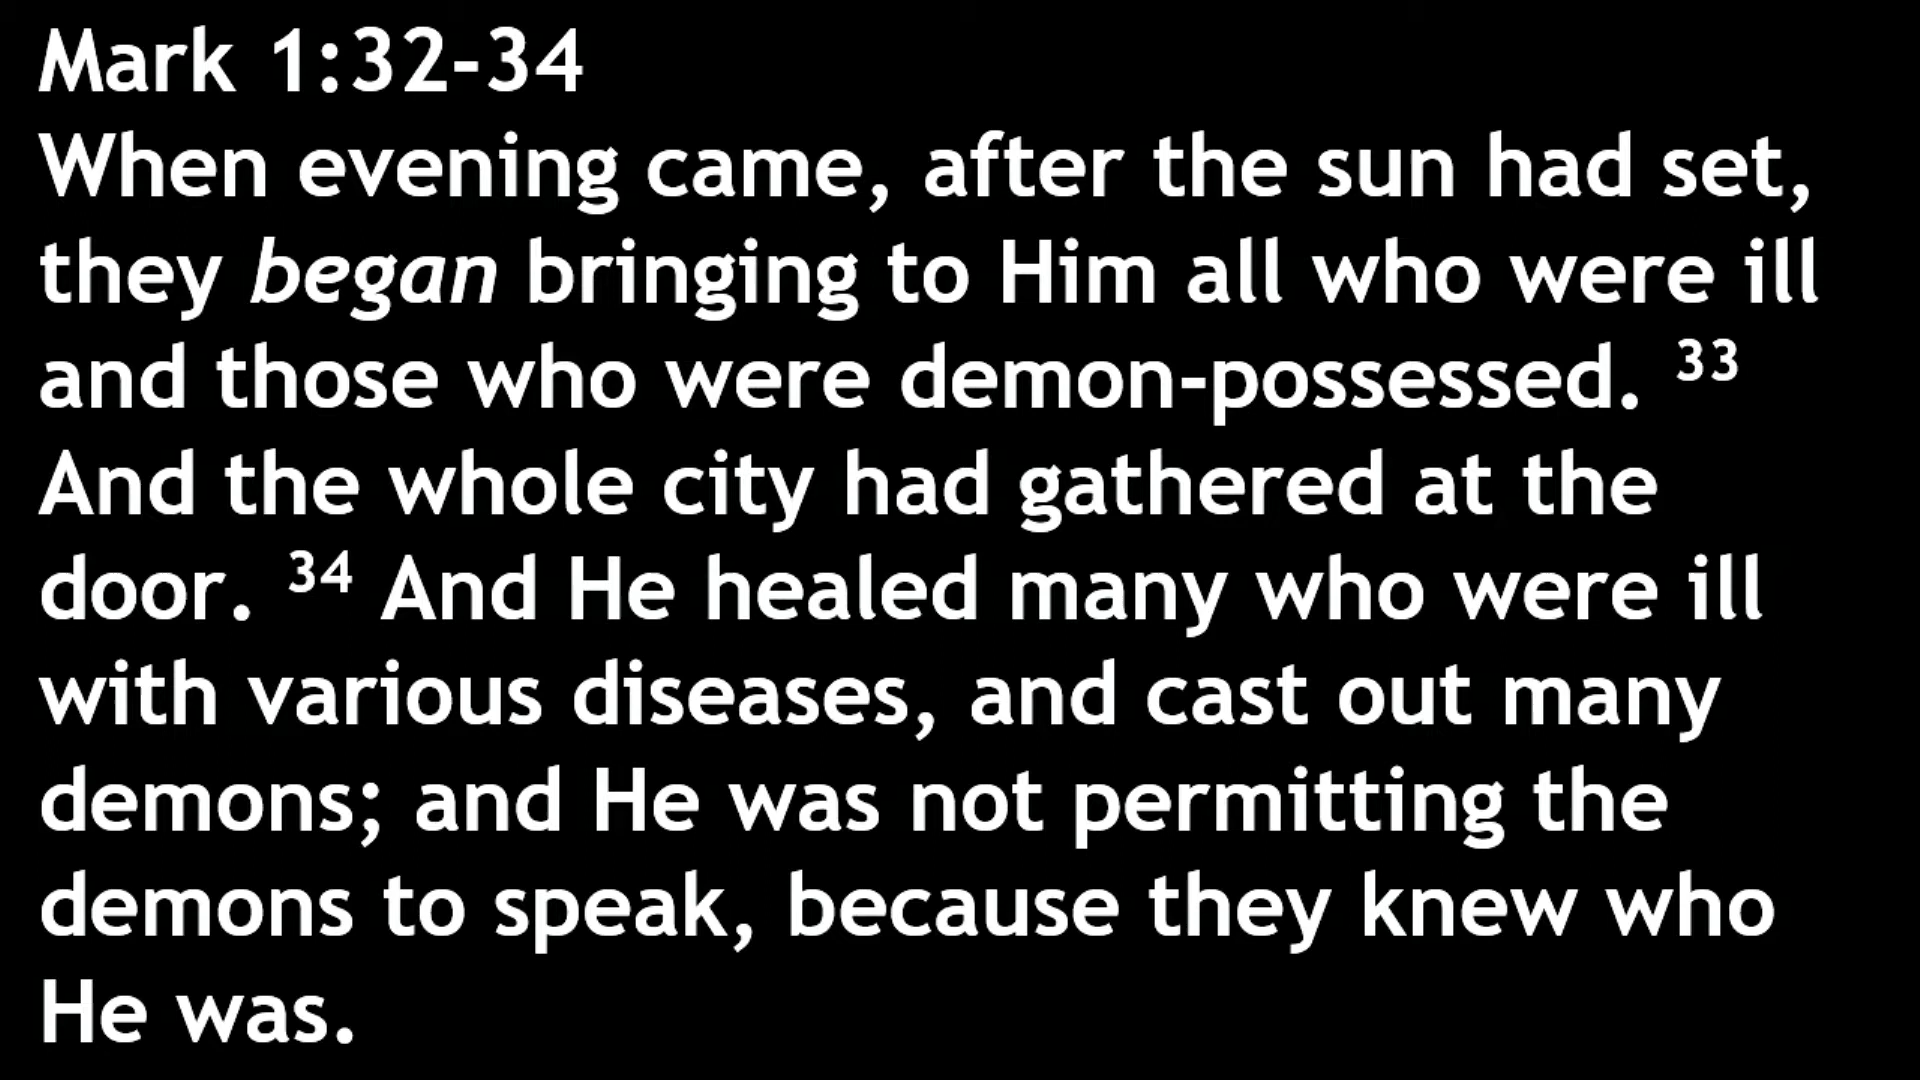 Mark 1:32-34
When evening came, after the sun had set,
they began bringing to Him all who were ill
and those who were demon-possessed. 33
And the whole city had gathered at the
door. 34 And He healed many who were ill
with various diseases, and cast out many
demons; and He was not permitting the
demons to speak, because they knew who
He was.